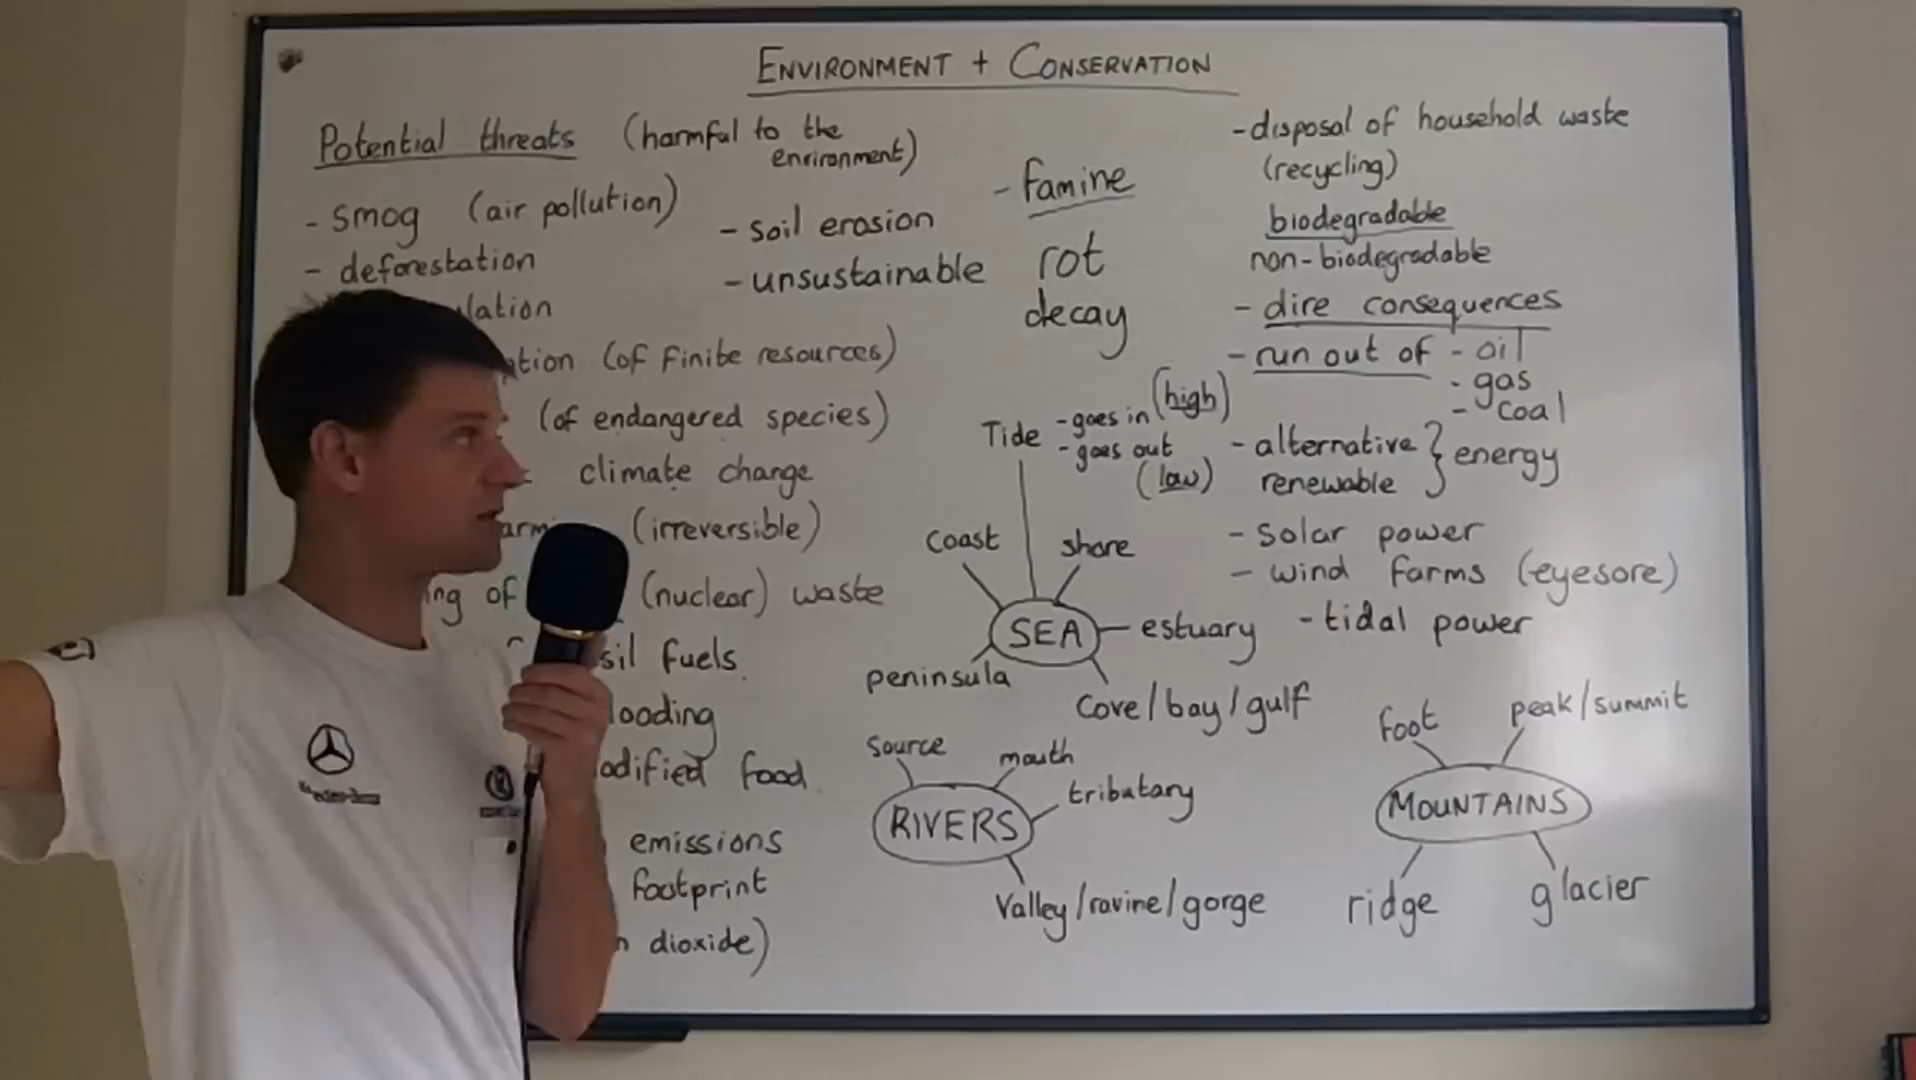 ENVIRONMENT + CONSERVATION
Potential threats (harmful to the
environment)
- smog (air pollution)
- deforestation
lation
ation (of finite resources)
(of endangered species)
climate change
arm (irreversible)
ing of (nuclear) waste
sil fuels.
looding
odified food.
emissions
footprint
n dioxide)
- soil erosion
- unsustainable
- famine
rot
decay
- disposal of household waste
(recycling)
biodegradable
non-biodegradable
- dire consequences
- run out of - oil
- gas
- coal
- alternative } energy
renewable
- solar power
- wind farms (eyesore)
- tidal power
Tide - goes in (high)
- goes out
(low)
coast
shore
SEA
estuary
peninsula
cove/bay/gulf
source
mouth
tributary
RIVERS
Valley/ravine/gorge
foot
peak/summit
MOUNTAINS
ridge
glacier